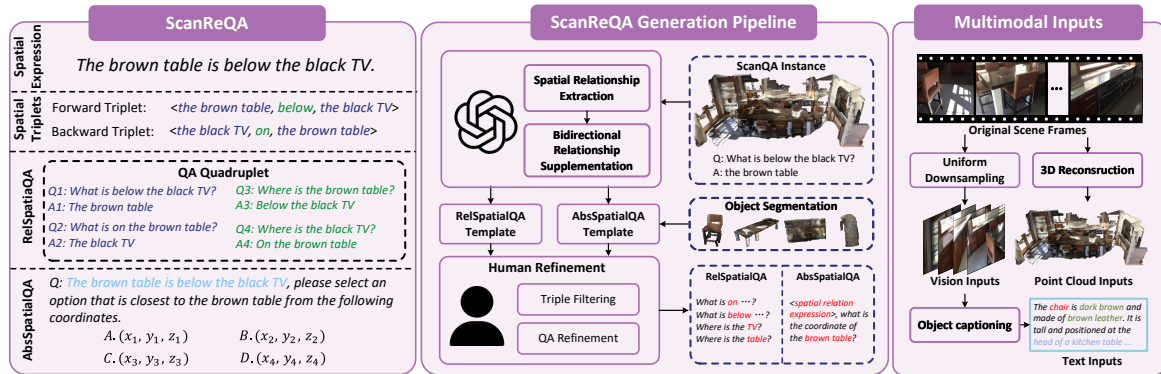 ScanReQA
Spatial Expression
The brown table is below the black TV.
Spatial Triplets
Forward Triplet: <the brown table, below, the black TV>
Backward Triplet: <the black TV, on, the brown table>
RelSpatiaQA
QA Quadruplet
Q1: What is below the black TV?
A1: The brown table
Q2: What is on the brown table?
A2: The black TV
Q3: Where is the brown table?
A3: Below the black TV
Q4: Where is the black TV?
A4: On the brown table
AbsSpatialQA
Q: The brown table is below the black TV, please select an
option that is closest to the brown table from the following
coordinates.
A. (x₁, y₁, z₁) B. (x₂, y₂, z₂)
C. (x₃, y₃, z₃) D. (x₄, y₄, z₄)
ScanReQA Generation Pipeline
Spatial Relationship
Extraction
Bidirectional
Relationship
Supplementation
ScanQA Instance
Q: What is below the black TV?
A: the brown table
RelSpatialQA
Template
AbsSpatialQA
Template
Object Segmentation
Human Refinement
Triple Filtering
QA Refinement
RelSpatialQA
What is on ···?
What is below ···?
Where is the TV?
Where is the table?
AbsSpatialQA
<spatial relation
expression>, what is
the coordinate of
the brown table?
Multimodal Inputs
Original Scene Frames
Uniform
Downsampling
3D Reconsruction
Vision Inputs
Point Cloud Inputs
Object captioning
The chair is dark brown and
made of brown leather. It is
tall and positioned at the
head of a kitchen table ...
Text Inputs